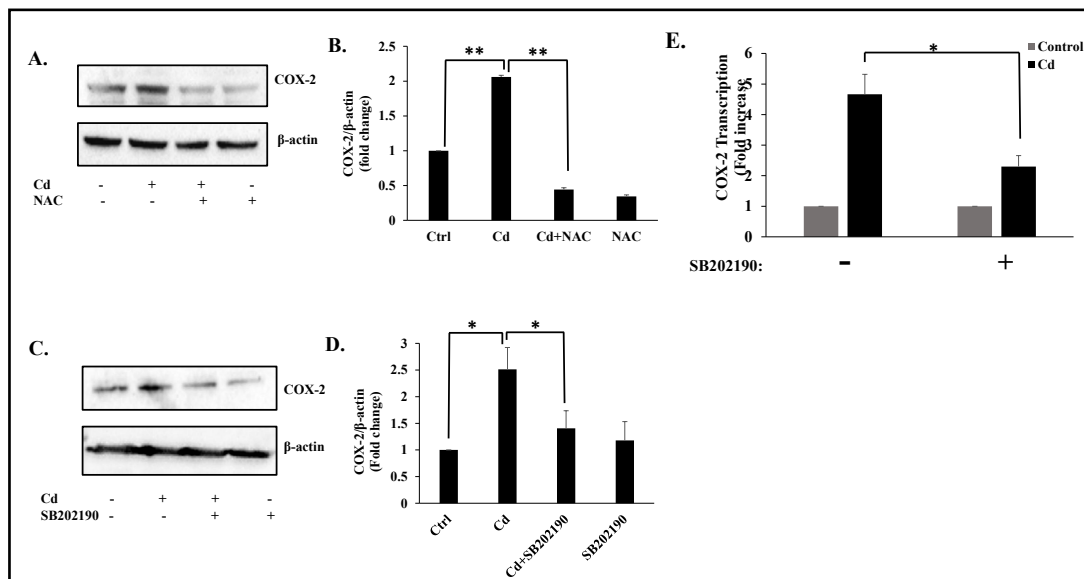 A.
COX-2
β-actin
Cd - + + -
NAC - - + +
B.
** **
COX-2/β-actin
(fold change)
2.5
2
1.5
1
0.5
0
Ctrl Cd Cd+NAC NAC
E.
*
Control
Cd
COX-2 Transcription
(Fold increase
6
5
4
3
2
1
0
SB202190: - +
C.
COX-2
β-actin
Cd - + + -
SB202190 - - + +
D.
* *
COX-2/β-actin
(Fold change)
3
2.5
2
1.5
1
0.5
0
Ctrl Cd Cd+SB202190 SB202190